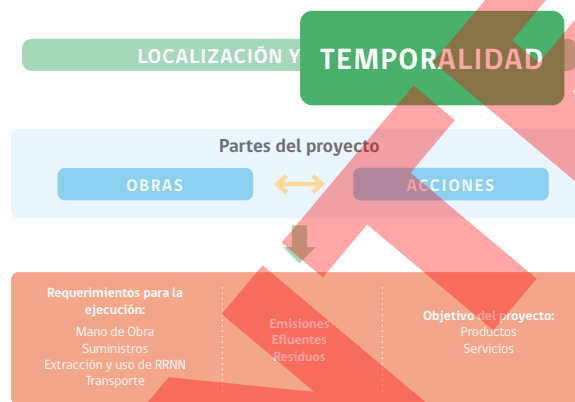 LOCALIZACIÓN Y TEMPORALIDAD
Partes del proyecto
OBRAS
ACCIONES
Requerimientos para la
ejecución:
Mano de Obra
Suministros
Extracción y uso de RRNN
Transporte
Emisiones
Efluentes
Residuos
Objetivo del proyecto:
Productos
Servicios